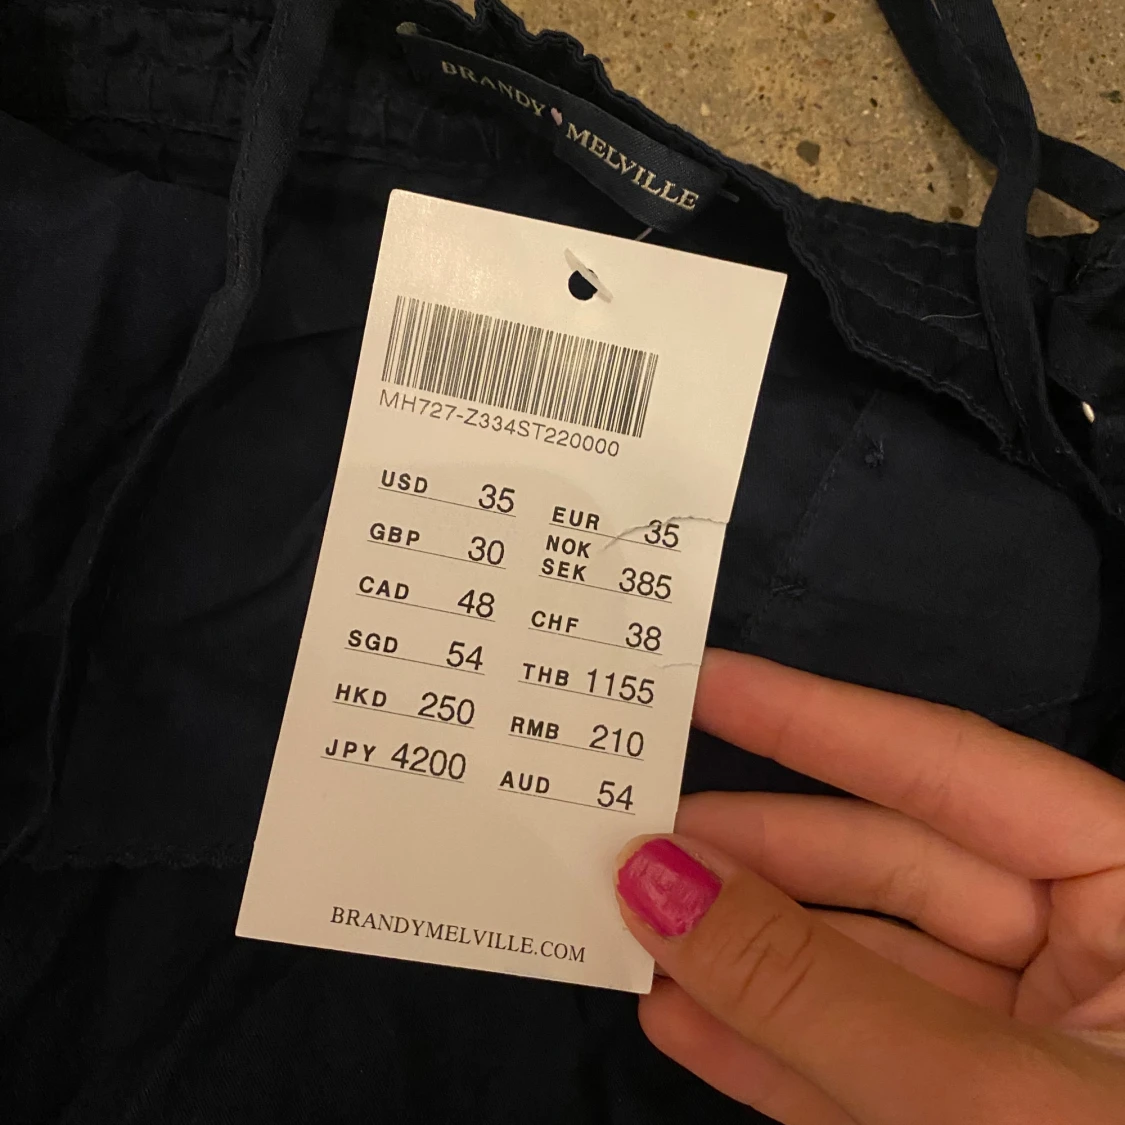 BRANDY MELVILLE
MH727-Z334ST220000
USD 35
GBP 30
CAD 48
SGD 54
HKD 250
JPY 4200
EUR 35
NOK
SEK 385
CHF 38
THB 1155
RMB 210
AUD 54
BRANDYMELVILLE.COM